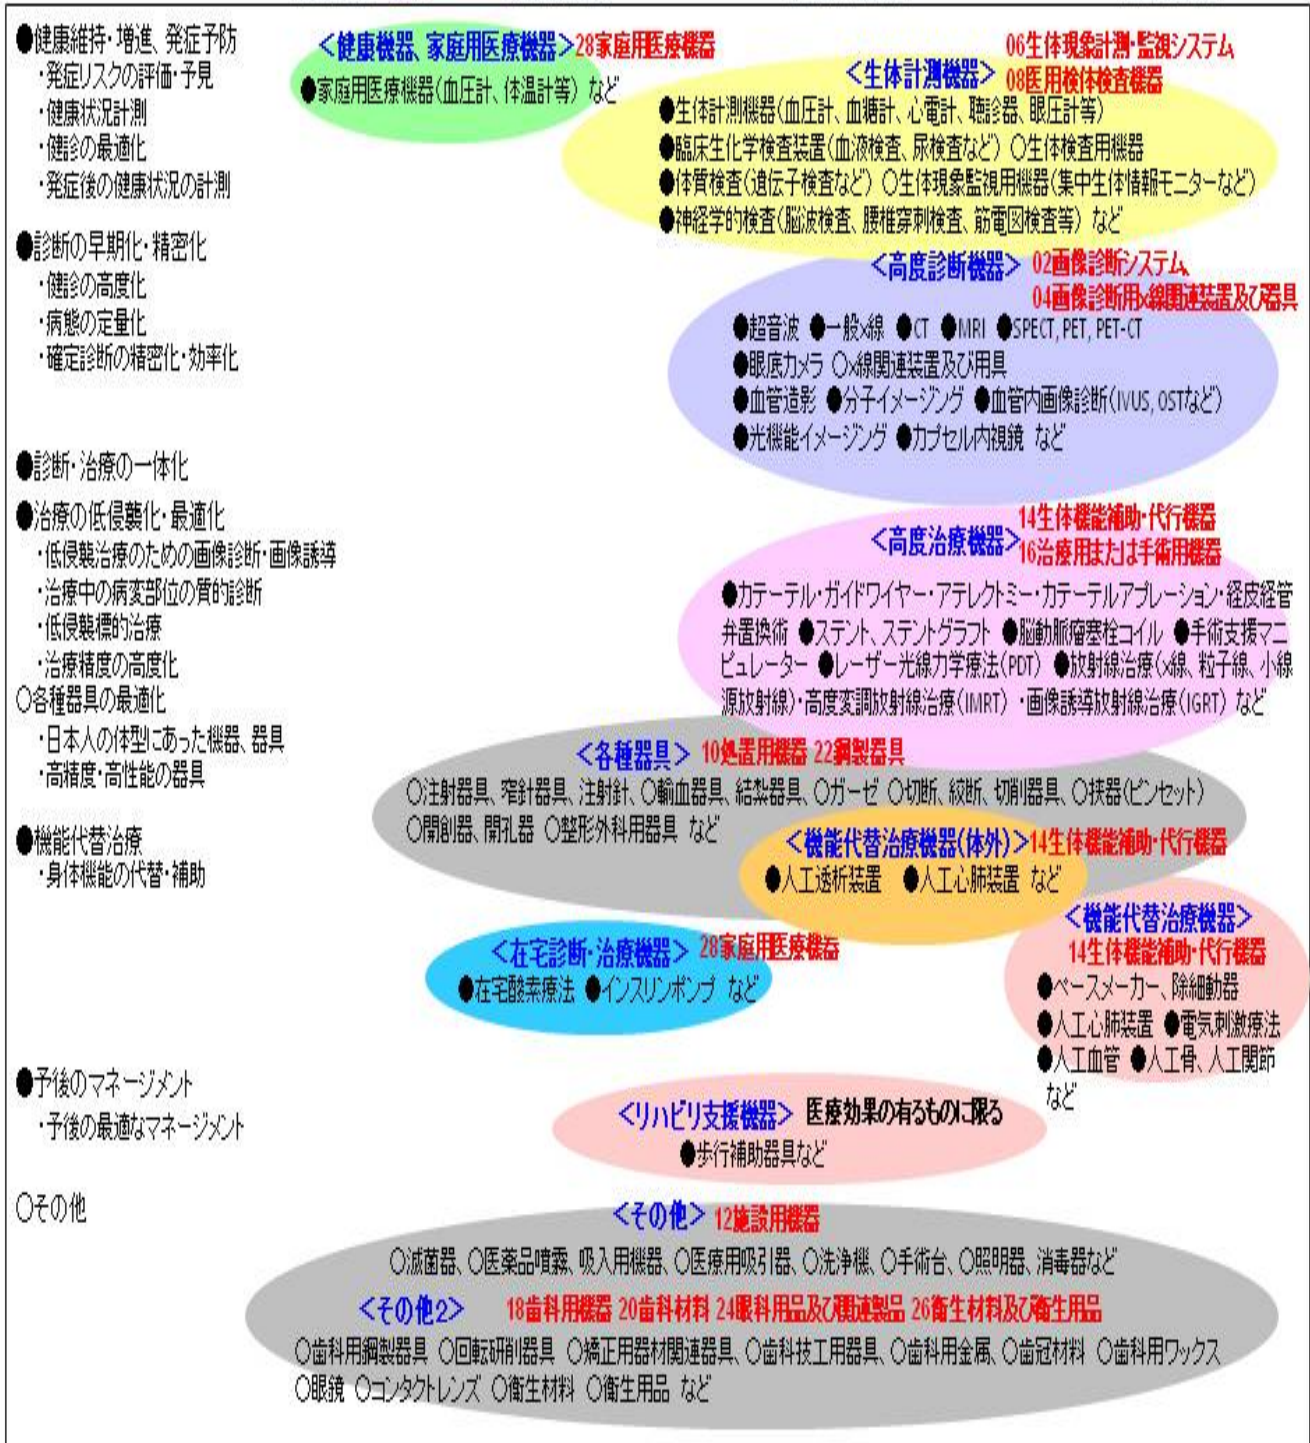 ●健康維持・増進、発症予防
・発症リスクの評価・予見
・健康状況計測
・健診の最適化
・発症後の健康状況の計測
＜健康機器、家庭用医療機器＞28家庭用医療機器
●家庭用医療機器(血圧計、体温計等) など
06生体現象計測・監視システム
＜生体計測機器＞
08医用検体検査機器
●生体計測機器(血圧計、血糖計、心電計、聴診器、眼圧計等)
●臨床生化学検査装置(血液検査、尿検査など) 〇生体検査用機器
●体質検査(遺伝子検査など) 〇生体現象監視用機器(集中生体情報モニターなど)
●神経学的検査(脳波検査、腰椎穿刺検査、筋電図検査等) など
●診断の早期化・精密化
・健診の高度化
・病態の定量化
・確定診断の精密化・効率化
＜高度診断機器＞ 02画像診断システム、
04画像診断用x線関連装置及び器具
●超音波 ●一般x線 ●CT ●MRI ●SPECT, PET, PET-CT
●眼底カメラ 〇x線関連装置及び用具
●血管造影 ●分子イメージング ●血管内画像診断(IVUS, OSTなど)
●光機能イメージング ●カプセル内視鏡 など
●診断・治療の一体化
●治療の低侵襲化・最適化
・低侵襲治療のための画像診断・画像誘導
・治療中の病変部位の質的診断
・低侵襲標的治療
・治療精度の高度化
14生体機能補助・代行機器
＜高度治療機器＞
16治療用または手術用機器
●カテーテル・ガイドワイヤー・アテレクトミー・カテーテルアブレーション・経皮経管
弁置換術 ●ステント、ステントグラフト ●脳動脈瘤塞栓コイル ●手術支援マニ
ピュレーター ●レーザー光線力学療法(PDT) ●放射線治療(x線、粒子線、小線
源放射線)・高度変調放射線治療(IMRT) ・画像誘導放射線治療(IGRT) など
〇各種器具の最適化
・日本人の体型にあった機器、器具
・高精度・高性能の器具
＜各種器具＞ 10処置用機器 22鋼製器具
〇注射器具、窄針器具、注射針、〇輸血器具、結紮器具、〇ガーゼ 〇切断、絞断、切削器具、〇挟器(ピンセット)
〇開創器、開孔器 〇整形外科用器具 など
●機能代替治療
・身体機能の代替・補助
＜機能代替治療機器(体外)＞14生体機能補助・代行機器
●人工透析装置 ●人工心肺装置 など
＜機能代替治療機器＞
14生体機能補助・代行機器
●ペースメーカー、除細動器
●人工心肺装置 ●電気刺激療法
●人工血管 ●人工骨、人工関節
など
＜在宅診断・治療機器＞ 28家庭用医療機器
●在宅酸素療法 ●インスリンポンプ など
●予後のマネージメント
・予後の最適なマネージメント
＜リハビリ支援機器＞ 医療効果の有るものに限る
●歩行補助器具など
〇その他
＜その他＞ 12施設用機器
〇滅菌器、〇医薬品噴霧、吸入用機器、〇医療用吸引器、〇洗浄機、〇手術台、〇照明器、消毒器など
＜その他2＞ 18歯科用機器 20歯科材料 24眼科用品及び関連製品 26衛生材料及び衛生用品
〇歯科用鋼製器具 〇回転研削器具 〇矯正用器材関連器具、〇歯科技工用器具、〇歯科用金属、〇歯冠材料 〇歯科用ワックス
〇眼鏡 〇コンタクトレンズ 〇衛生材料 〇衛生用品 など